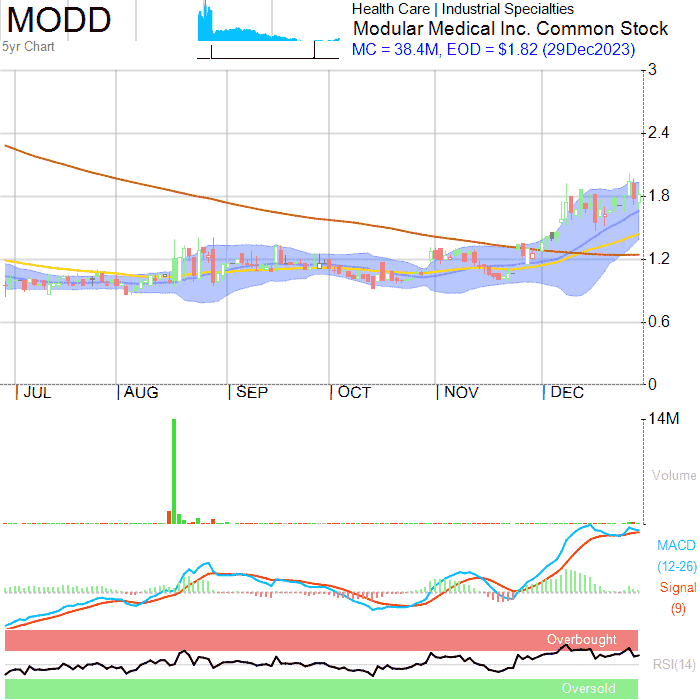 MODD
5yr Chart
Health Care | Industrial Specialties
Modular Medical Inc. Common Stock
MC = 38.4M, EOD = $1.82 (29Dec2023)
3
2.4
1.8
1.2
0.6
0
JUL AUG SEP OCT NOV DEC
14M
Volume
MACD
(12-26)
Signal
(9)
Overbought
RSI(14)
Oversold